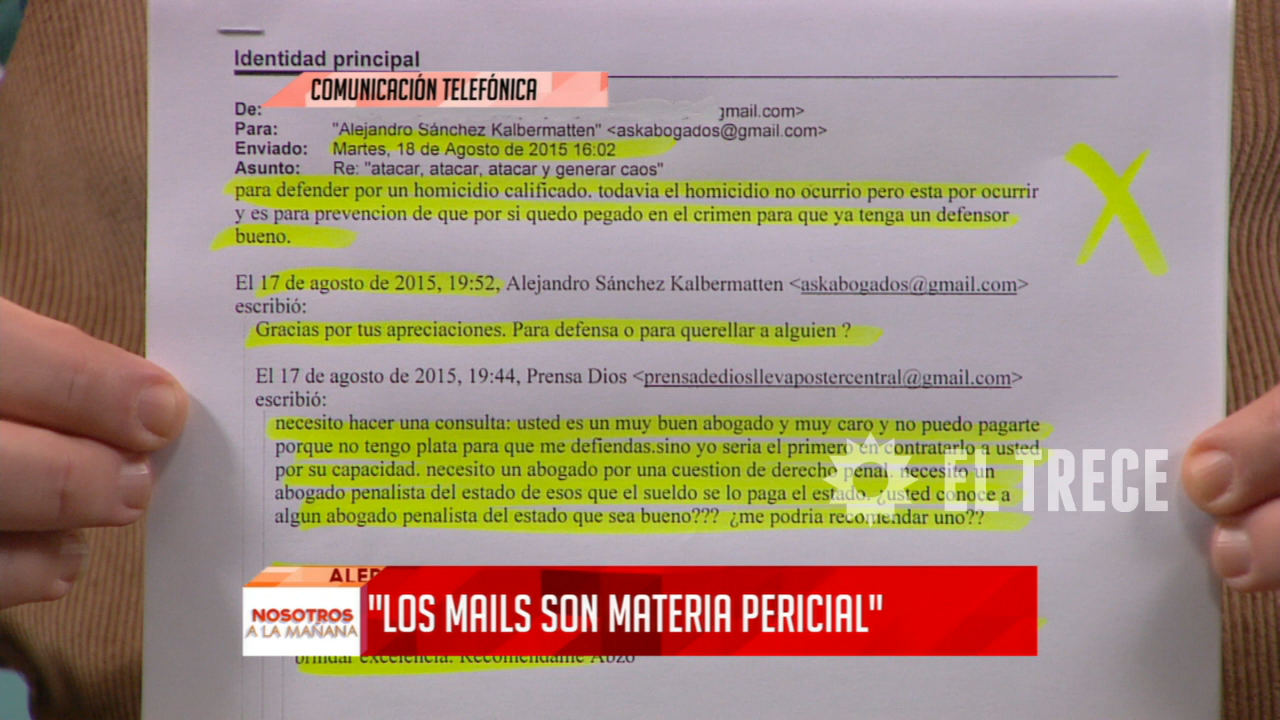 Identidad principal
COMUNICACIÓN TELEFÓNICA
De: gmail.com>
Para: "Alejandro Sánchez Kalbermatten" <askabogados@gmail.com>
Enviado: Martes, 18 de Agosto de 2015 16:02
Asunto: Re: "atacar, atacar, atacar y generar caos"
para defender por un homicidio calificado. todavia el homicidio no ocurrio pero esta por ocurrir
y es para prevencion de que por si quedo pegado en el crimen para que ya tenga un defensor
bueno.
El 17 de agosto de 2015, 19:52, Alejandro Sánchez Kalbermatten <askabogados@gmail.com>
escribió:
Gracias por tus apreciaciones. Para defensa o para querellar a alguien ?
El 17 de agosto de 2015, 19:44, Prensa Dios <prensadediosllevapostercentral@gmail.com>
escribió:
necesito hacer una consulta: usted es un muy buen abogado y muy caro y no puedo pagarte
porque no tengo plata para que me defiendas.sino yo seria el primero en contratarlo a usted
por su capacidad. necesito un abogado por una cuestion de derecho penal. necesito un
abogado penalista del estado de esos que el sueldo se lo paga el estado. ¿usted conoce a
algun abogado penalista del estado que sea bueno??? ¿me podria recomendar uno??
EL TRECE
NOSOTROS
A LA MAÑANA
"LOS MAILS SON MATERIA PERICIAL"
brindar excelencia. Recomendame Abzo